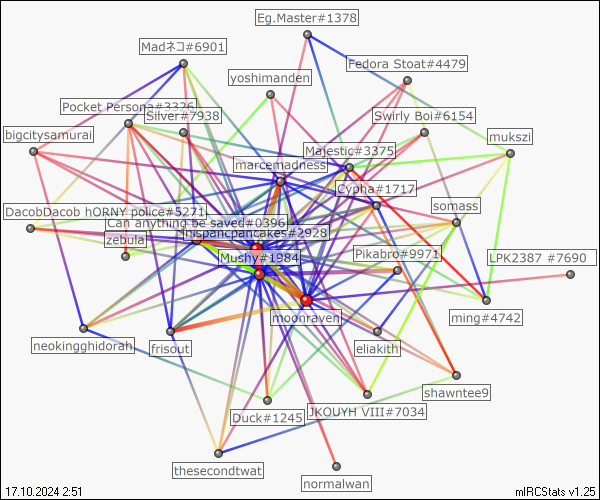 Eg.Master#1378
Madネコ#6901
Fedora Stoat#4479
yoshimanden
Pocket Persona#3326
Silver#7938
Swirly Boi#6154
bigcitysamurai
mukszi
Majestic#3375
marcemadness
Cypha#1717
somass
DacobDacob hORNY police#5271
Can anything be saved#0396
hispanicpancakes#2928
zebula
Mushy#1984
Pikabro#9971
LPK2387 #7690
moonraven
ming#4742
neokingghidorah
frisout
eliakith
shawntee9
Duck#1245
JKOUYH VIII#7034
thesecondtwat
normalwan
17.10.2024 2:51
mIRCStats v1.25